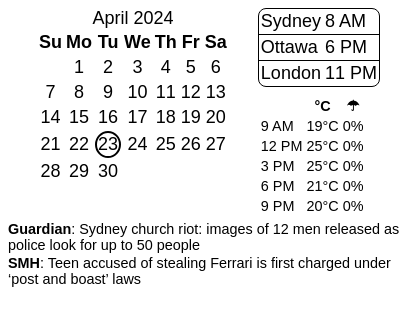 April 2024
Su Mo Tu We Th Fr Sa
1 2 3 4 5 6
7 8 9 10 11 12 13
14 15 16 17 18 19 20
21 22 23 24 25 26 27
28 29 30
Sydney 8 AM
Ottawa 6 PM
London 11 PM
°C ☂
9 AM 19°C 0%
12 PM 25°C 0%
3 PM 25°C 0%
6 PM 21°C 0%
9 PM 20°C 0%
Guardian: Sydney church riot: images of 12 men released as
police look for up to 50 people
SMH: Teen accused of stealing Ferrari is first charged under
‘post and boast’ laws